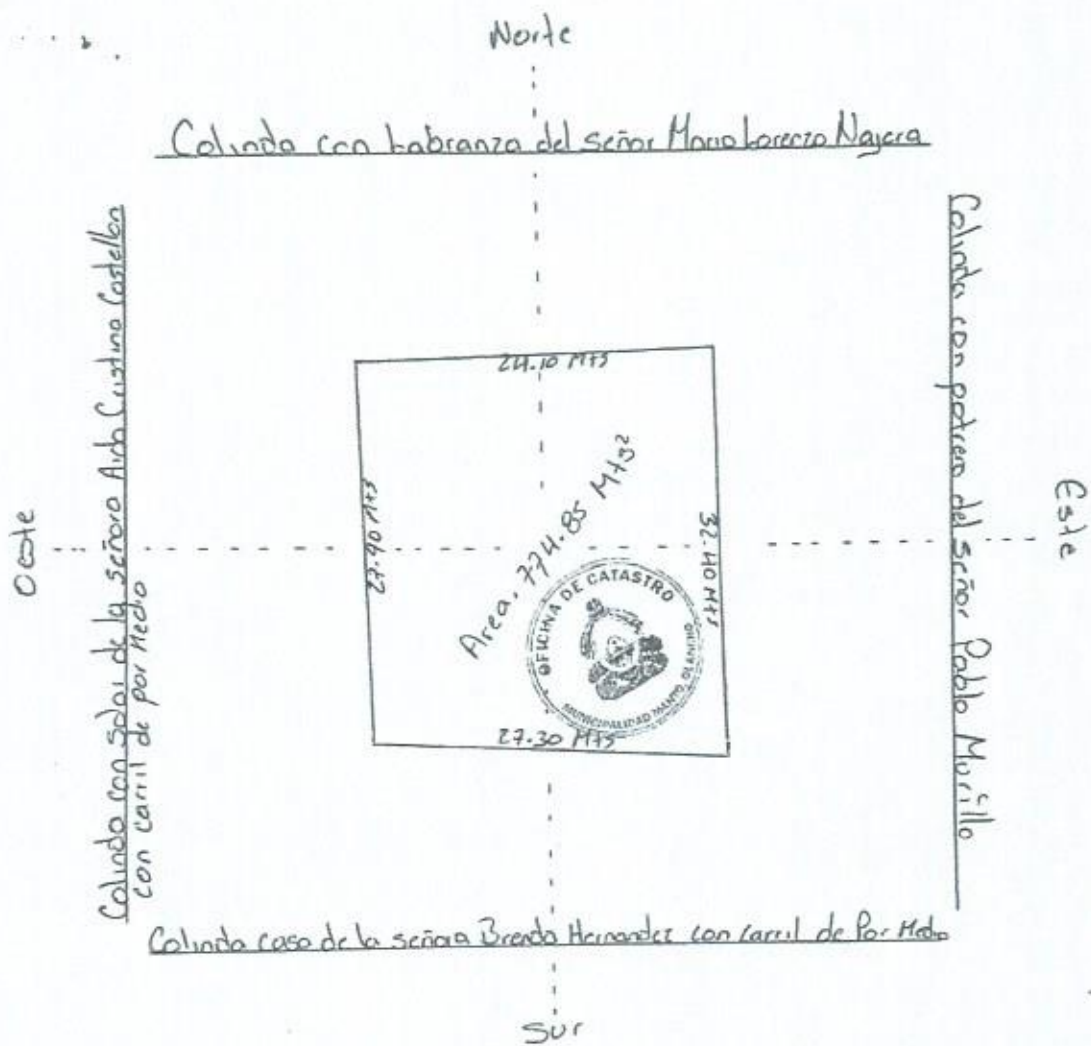 Norte
Colinda con Labranza del señor Mario Lorenzo Najera
Colinda con Solar de la señora Aida Cristina Castellon
con carril de por Medio
Oeste
24.10 Mts
27.90 Mts
Area. 774.85 Mts²
32.40 Mts
OFICINA DE CATASTRO
MUNICIPALIDAD MANTO, OLANCHO
27.30 Mts
Colinda con potrero del señor Pablo Murillo
Este
Colinda casa de la señora Brenda Hernandez con carril de Por Medio
Sur